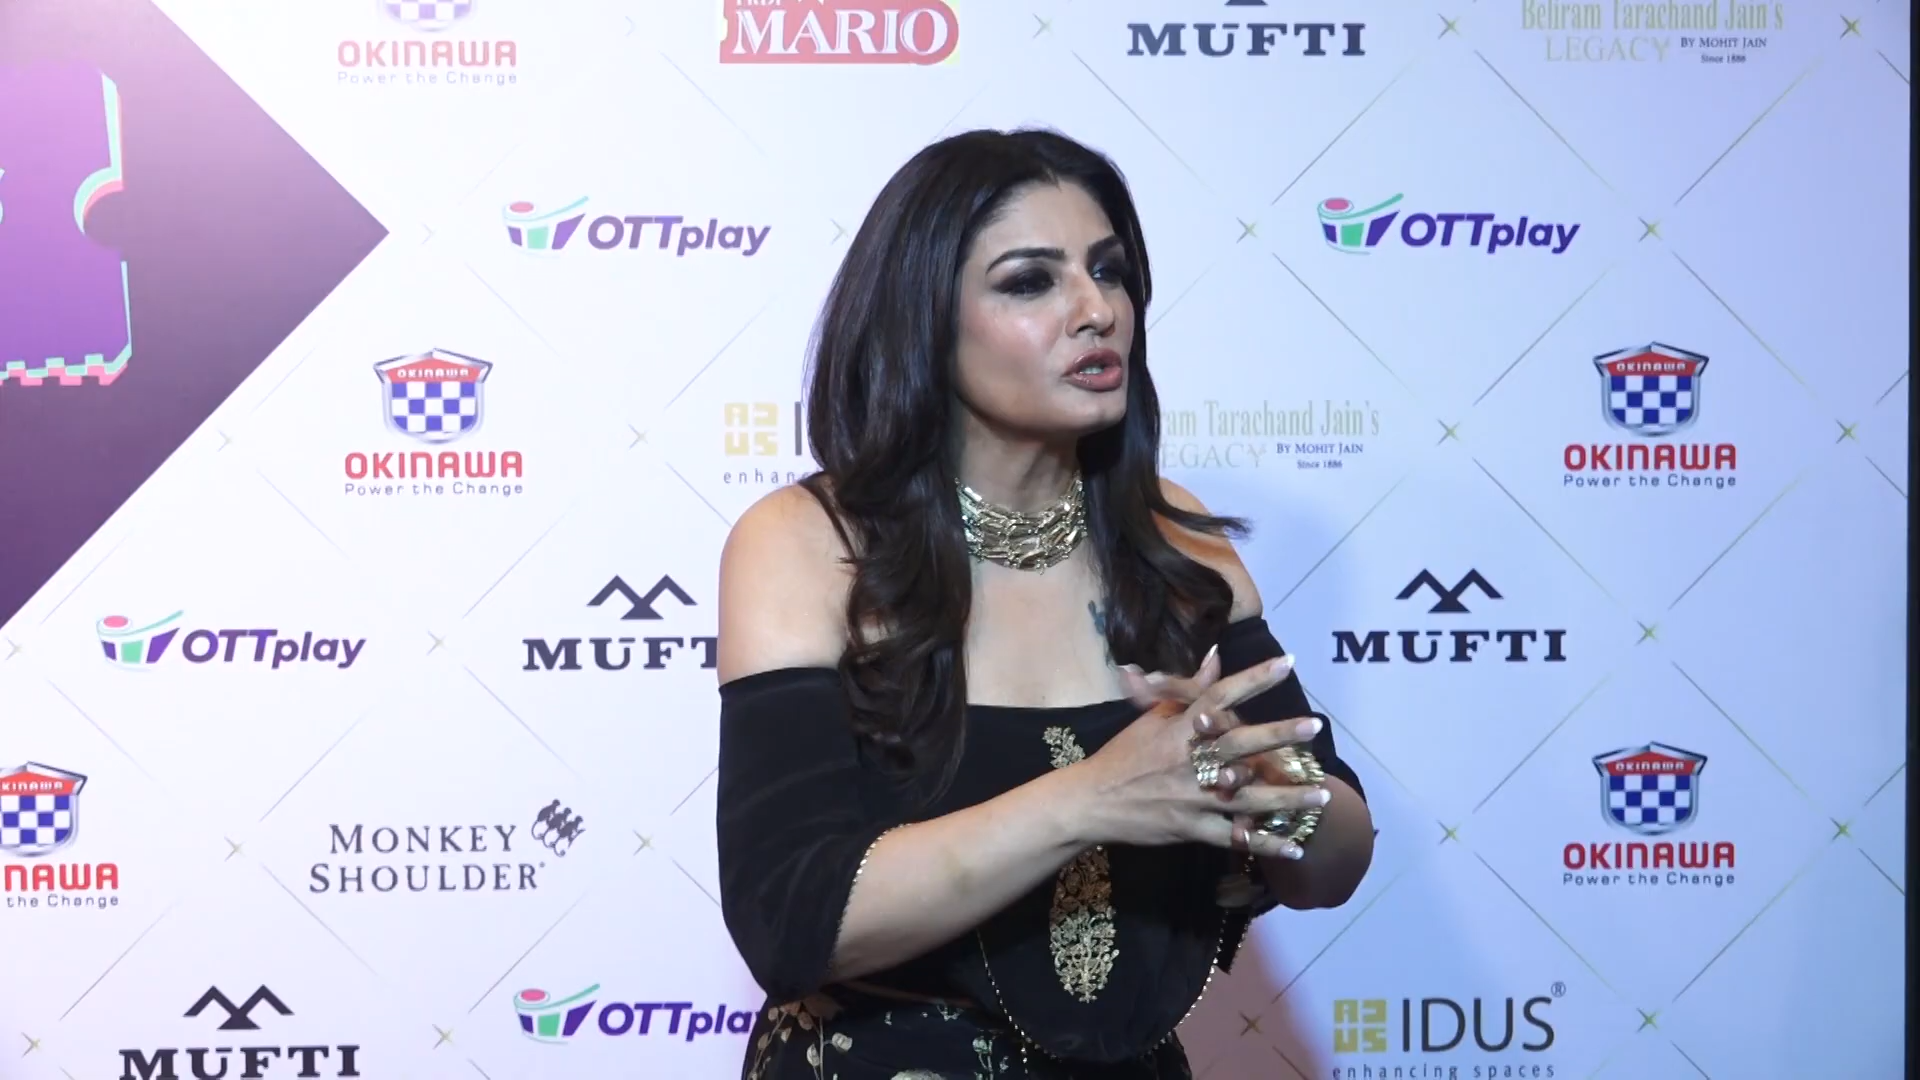 OKINAWA
Power the Change
MARIO
MUFTI
Beliram Tarachand Jain's
LEGACY BY MOHIT JAIN
Since 1886
OTTplay
OTTplay
OKINAWA
OKINAWA
Power the Change
enhanc
ram Tarachand Jain's
EGACY BY MOHIT JAIN
Since 1886
OKINAWA
OKINAWA
Power the Change
OTTplay
MUFT
MUFTI
KINAWA
NAWA
the Change
MONKEY
SHOULDER
OKINAWA
OKINAWA
Power the Change
MUFTI
OTTpla
IDUS®
enhancing spaces